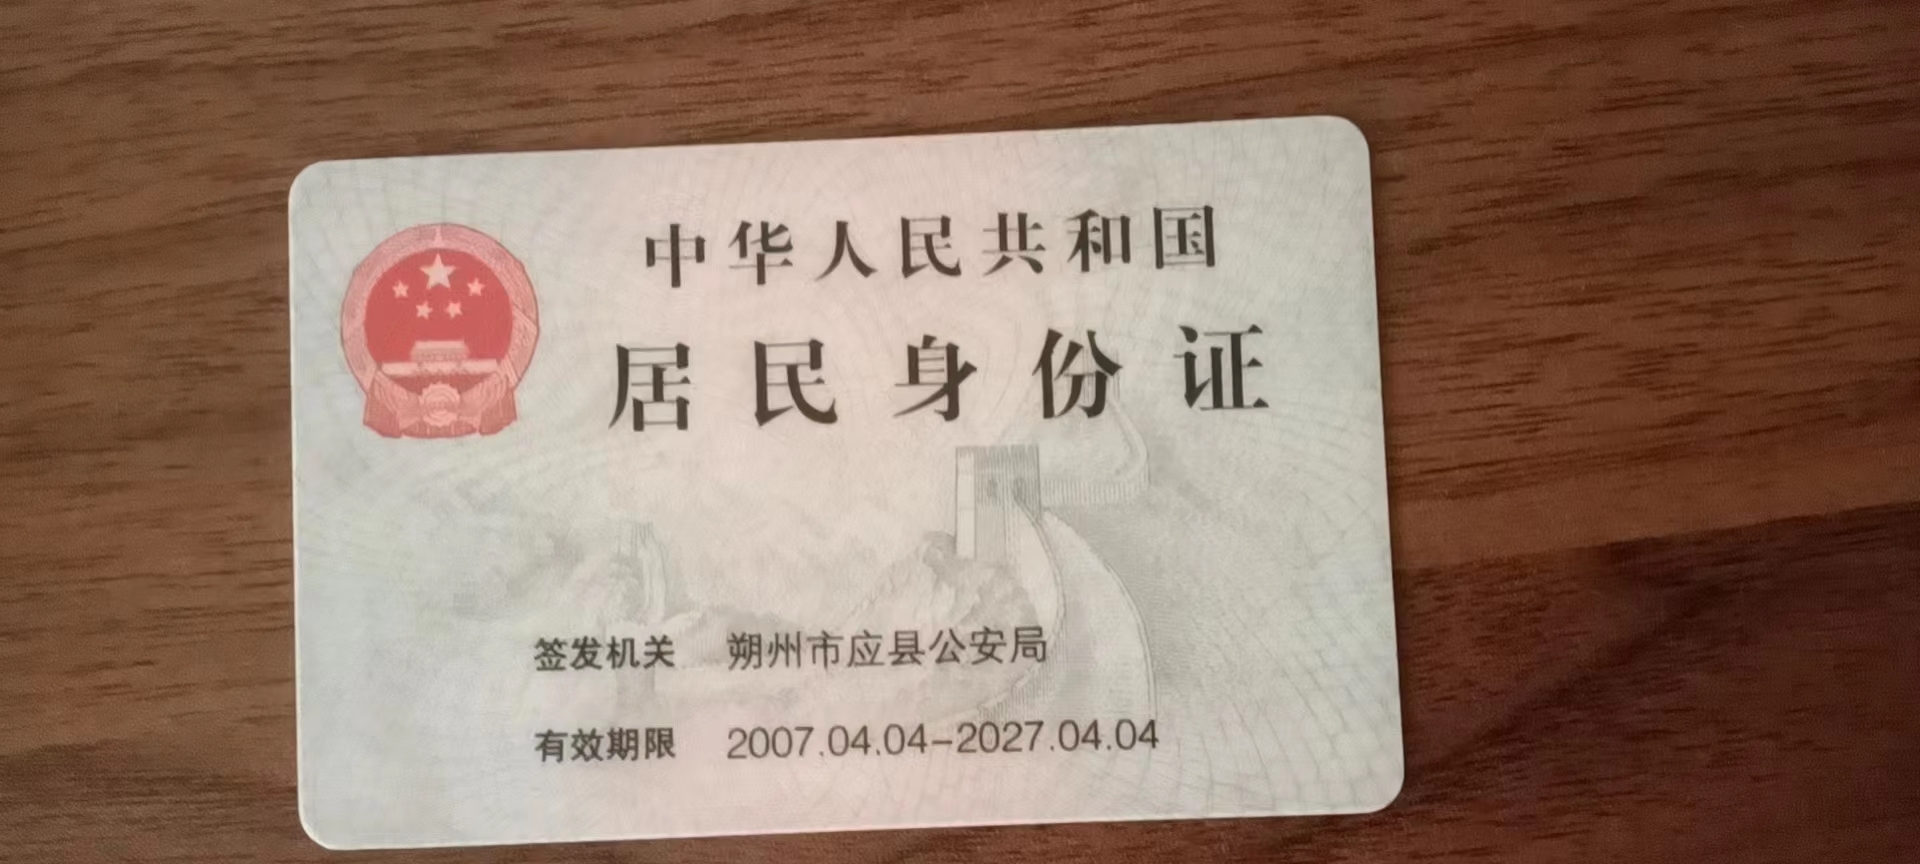 中华人民共和国
居民身份证
签发机关 朔州市应县公安局
有效期限 2007.04.04-2027.04.04